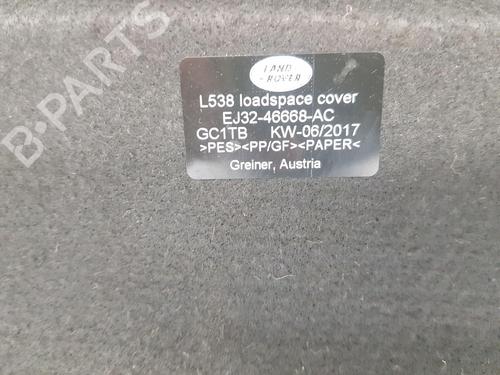 LAND
ROVER
L538 loadspace cover
EJ32-46668-AC
GC1TB KW-06/2017
>PES><PP/GF><PAPER<
Greiner, Austria
B-PARTS